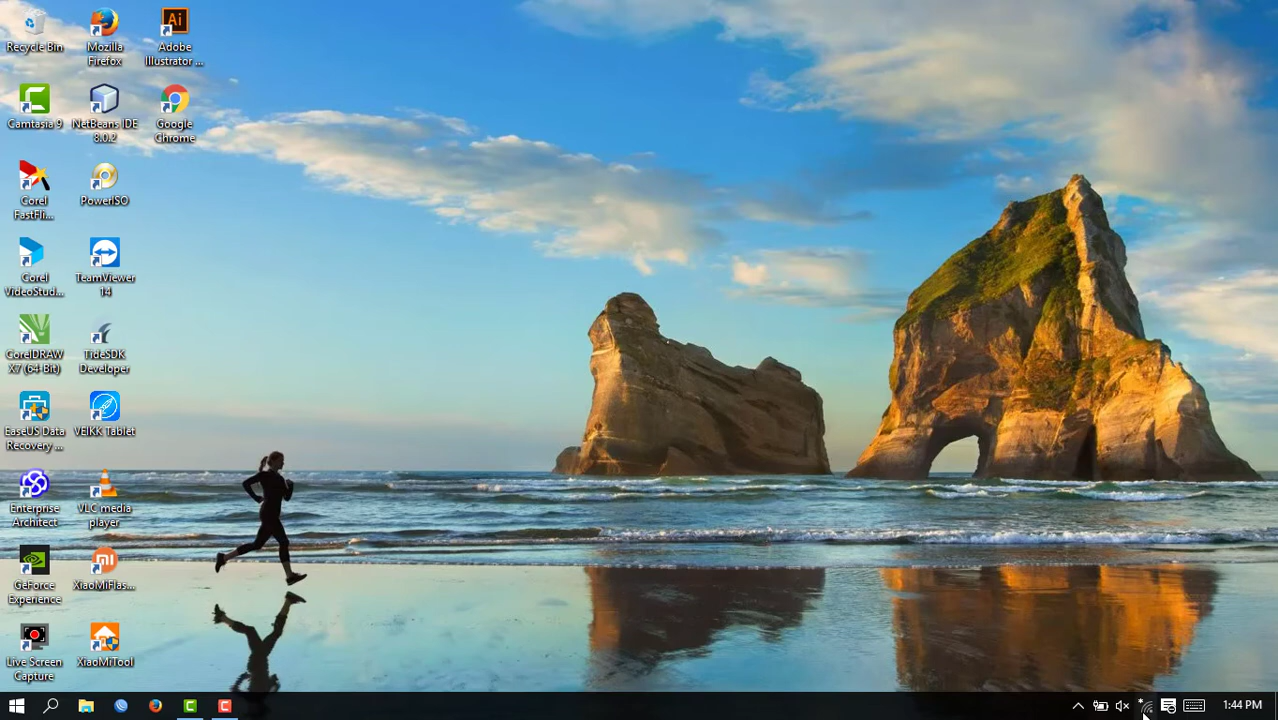 Recycle Bin
Mozilla
Firefox
Ai
Adobe
Illustrator ...
Camtasia 9
NetBeans IDE
8.0.2
Google
Chrome
Corel
FastFli...
PowerISO
Corel
VideoStud...
TeamViewer
14
CorelDRAW
X7 (64-Bit)
TideSDK
Developer
EaseUS Data
Recovery ...
VEIKK Tablet
Enterprise
Architect
VLC media
player
GeForce
Experience
XiaoMiFlas...
Live Screen
Capture
XiaoMiTool
1:44 PM